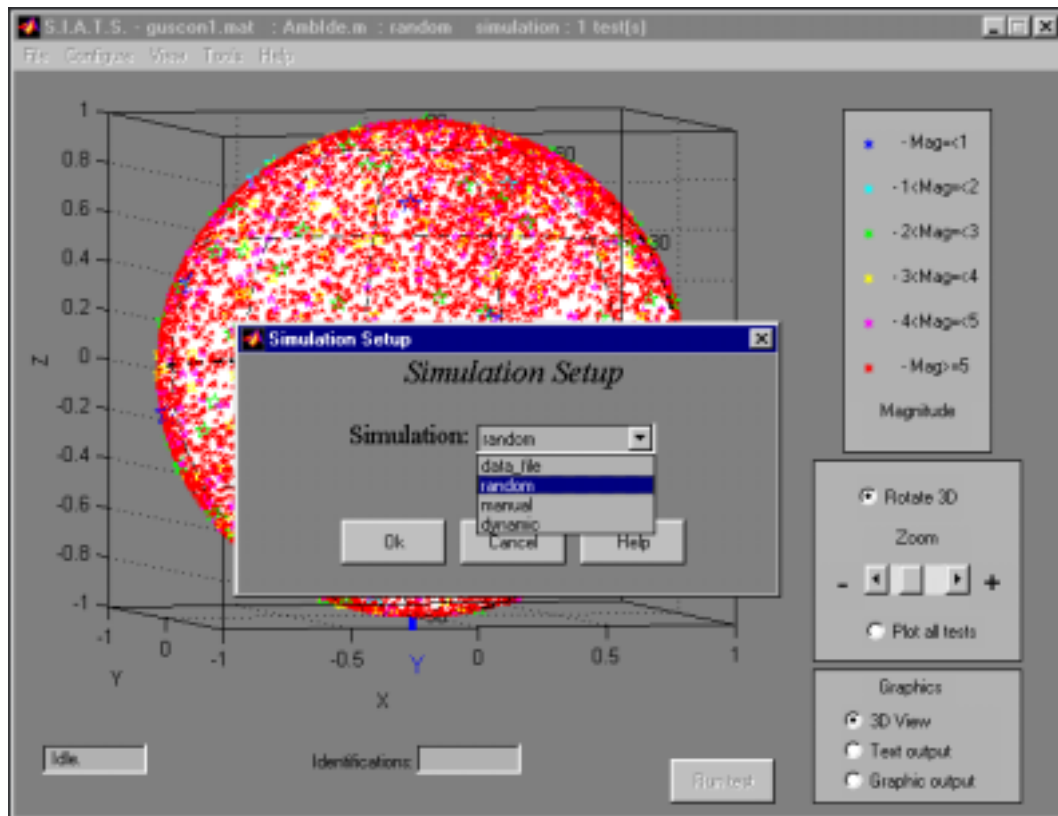 S.I.A.T.S. - guscon1.mat : AmbIde.m : random simulation : 1 test(s)
File Configure View Tools Help
1
0.8
0.6
0.4
0.2
0
-0.2
-0.4
-0.6
-0.8
-1
Z
-1
0
Y
-1
-0.5
Y
0
0.5
1
X
- Mag=<1
- 1<Mag=<2
- 2<Mag=<3
- 3<Mag=<4
- 4<Mag=<5
- Mag>=5
Magnitude
Simulation Setup
Simulation Setup
Simulation: random
data_file
random
manual
dynamic
Ok Cancel Help
Rotate 3D
Zoom
- +
Plot all tests
Graphics
3D View
Text output
Graphic output
Idle.
Identifications:
Run test